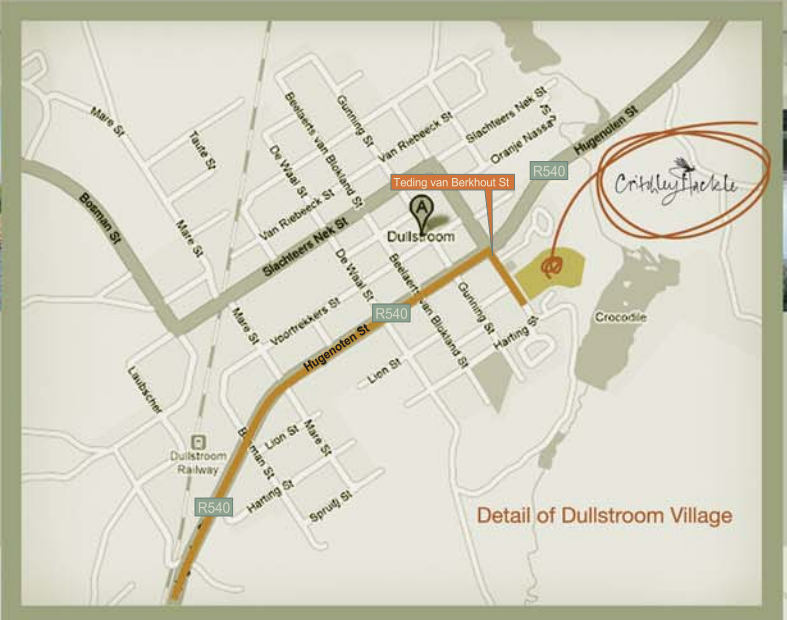 Mare St
Taute St
Beelaerts van Blokland St
Gunning St
Van Riebeeck St
Slachteers Nek St
Oranje Nassau St
Hugenoten St
R540
Critchley Hackle
De Waal St
Teding van Berkhout St
A
Dullstroom
Bosman St
Mare St
Van Riebeeck St
Slachteers Nek St
De Waal St
Beelaerts van Blokland St
Gunning St
Harting St
Crocodile
Mare St
Voortrekkers St
R540
Hugenoten St
Lion St
Laubscher
Dullstroom
Railway
Bosman St
Lion St
Mare St
Harting St
Spruitj St
R540
Detail of Dullstroom Village